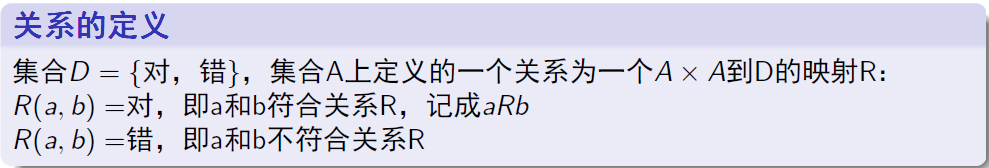 关系的定义
集合D = {对，错}，集合A上定义的一个关系为一个A × A到D的映射R：
R(a, b) =对，即a和b符合关系R，记成aRb
R(a, b) =错，即a和b不符合关系R